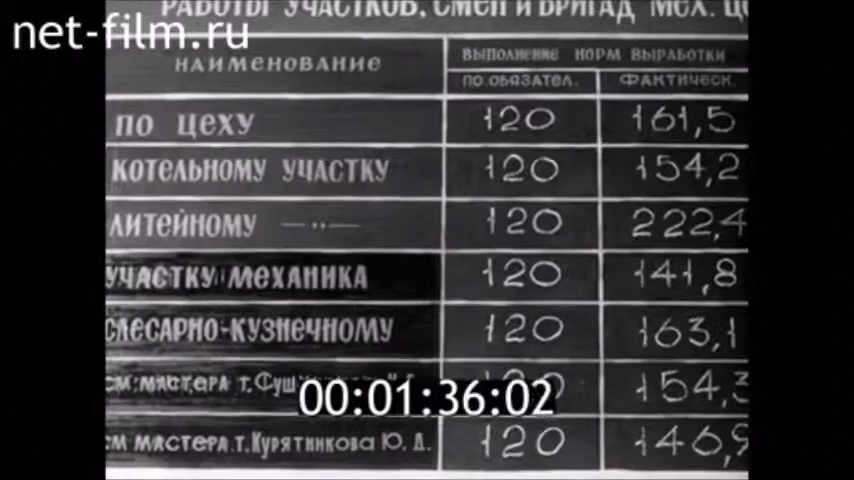 РАБОТЫ УЧАСТКОВ, СМЕН И БРИГАД МЕХ.
net-film.ru
НАИМЕНОВАНИЕ ВЫПОЛНЕНИЕ НОРМ ВЫРАБОТКИ
ПО ОБЯЗАТЕЛ. ФАКТИЧЕСК.
ПО ЦЕХУ 120 161,5
КОТЕЛЬНОМУ УЧАСТКУ 120 154,2
ЛИТЕЙНОМУ —„— 120 222,4
УЧАСТКУ МЕХАНИКА 120 141,8
СЛЕСАРНО-КУЗНЕЧНОМУ 120 163,1
СМ МАСТЕРА т. 120 154,3
00:01:36:02
СМ МАСТЕРА т. КУРЯТНИКОВА Ю. Д. 120 146,9